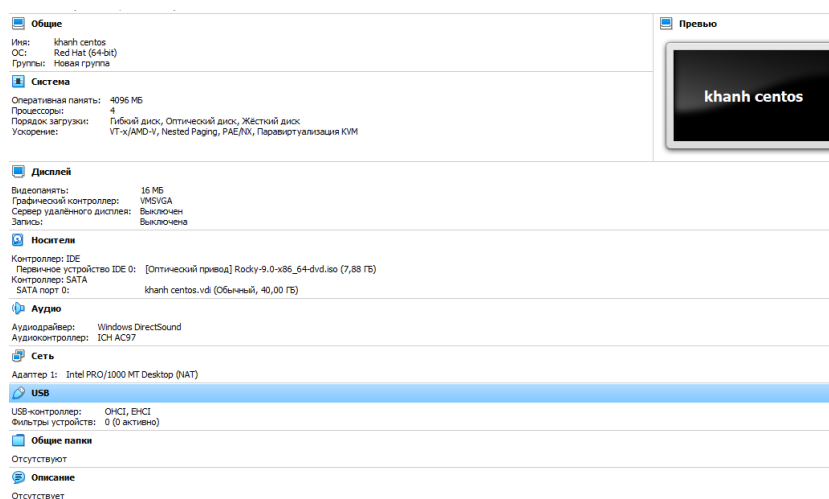 Общие
Имя: khanh centos
ОС: Red Hat (64-bit)
Группы: Новая группа
Система
Оперативная память: 4096 МБ
Процессоры: 4
Порядок загрузки: Гибкий диск, Оптический диск, Жёсткий диск
Ускорение: VT-x/AMD-V, Nested Paging, PAE/NX, Паравиртуализация KVM
Превью
khanh centos
Дисплей
Видеопамять: 16 МБ
Графический контроллер: VMSVGA
Сервер удалённого дисплея: Выключен
Запись: Выключена
Носители
Контроллер: IDE
Первичное устройство IDE 0: [Оптический привод] Rocky-9.0-x86_64-dvd.iso (7,88 ГБ)
Контроллер: SATA
SATA порт 0: khanh centos.vdi (Обычный, 40,00 ГБ)
Аудио
Аудиодрайвер: Windows DirectSound
Аудиоконтроллер: ICH AC97
Сеть
Адаптер 1: Intel PRO/1000 MT Desktop (NAT)
USB
USB-контроллер: OHCI, EHCI
Фильтры устройств: 0 (0 активно)
Общие папки
Отсутствуют
Описание
Отсутствует